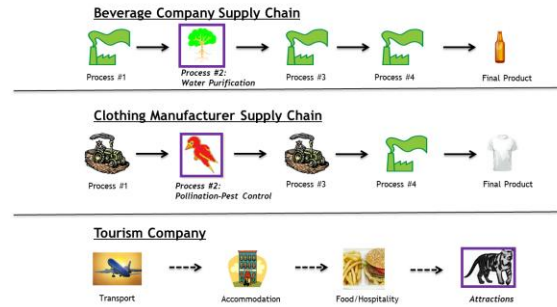 Beverage Company Supply Chain
Process #1
Process #2:
Water Purification
Process #3
Process #4
Final Product
Clothing Manufacturer Supply Chain
Process #1
Process #2:
Pollination-Pest Control
Process #3
Process #4
Final Product
Tourism Company
Transport
Accommodation
Food/Hospitality
Attractions